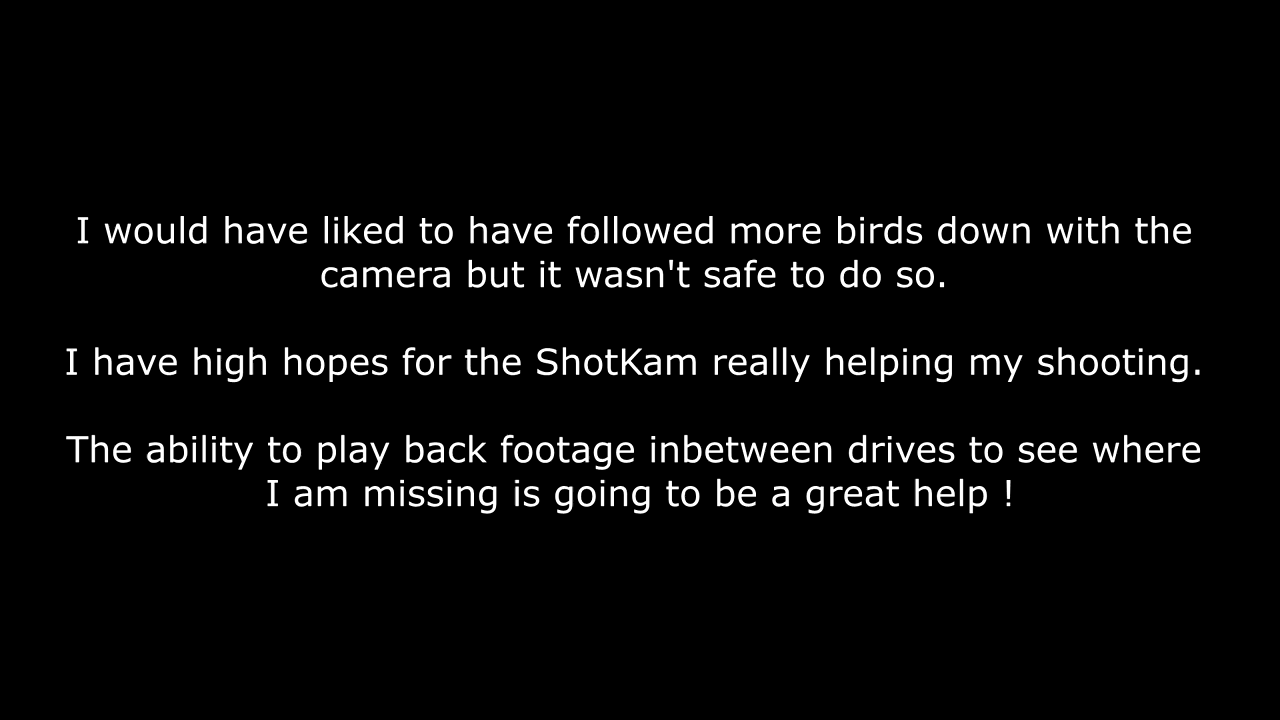 I would have liked to have followed more birds down with the
camera but it wasn't safe to do so.
I have high hopes for the ShotKam really helping my shooting.
The ability to play back footage inbetween drives to see where
I am missing is going to be a great help !